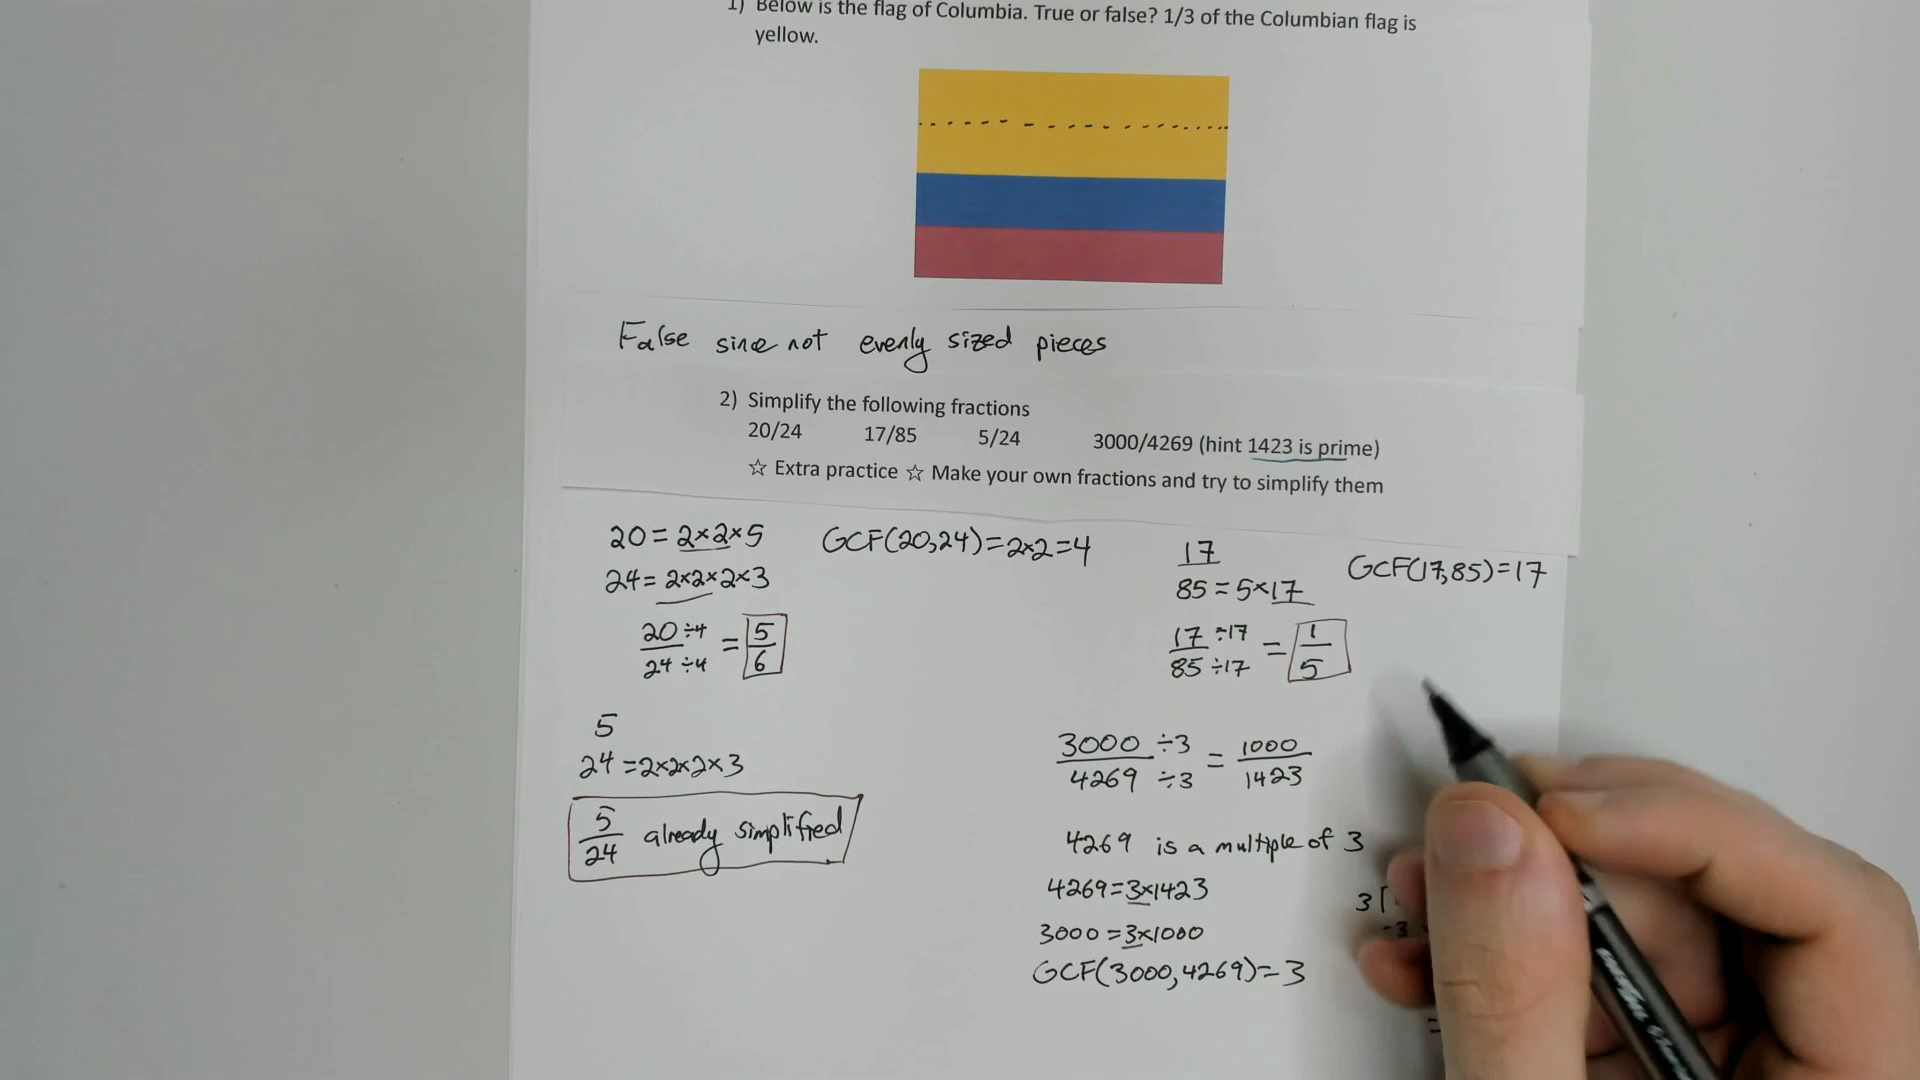 1) Below is the flag of Columbia. True or false? 1/3 of the Columbian flag is
yellow.
False since not evenly sized pieces
2) Simplify the following fractions
20/24 17/85 5/24 3000/4269 (hint 1423 is prime)
☆ Extra practice ☆ Make your own fractions and try to simplify them
20 = 2×2×5
24 = 2×2×2×3
GCF(20,24)=2×2=4
20 ÷4
24 ÷4
= 5/6
17
85 = 5×17
GCF(17,85)=17
17 ÷17
85 ÷17
= 1/5
5
24 =2×2×2×3
5/24 already simplified
3000 ÷3
4269 ÷3
= 1000/1423
4269 is a multiple of 3
4269=3×1423
3000 =3×1000
GCF(3000,4269)=3
3
-3
=